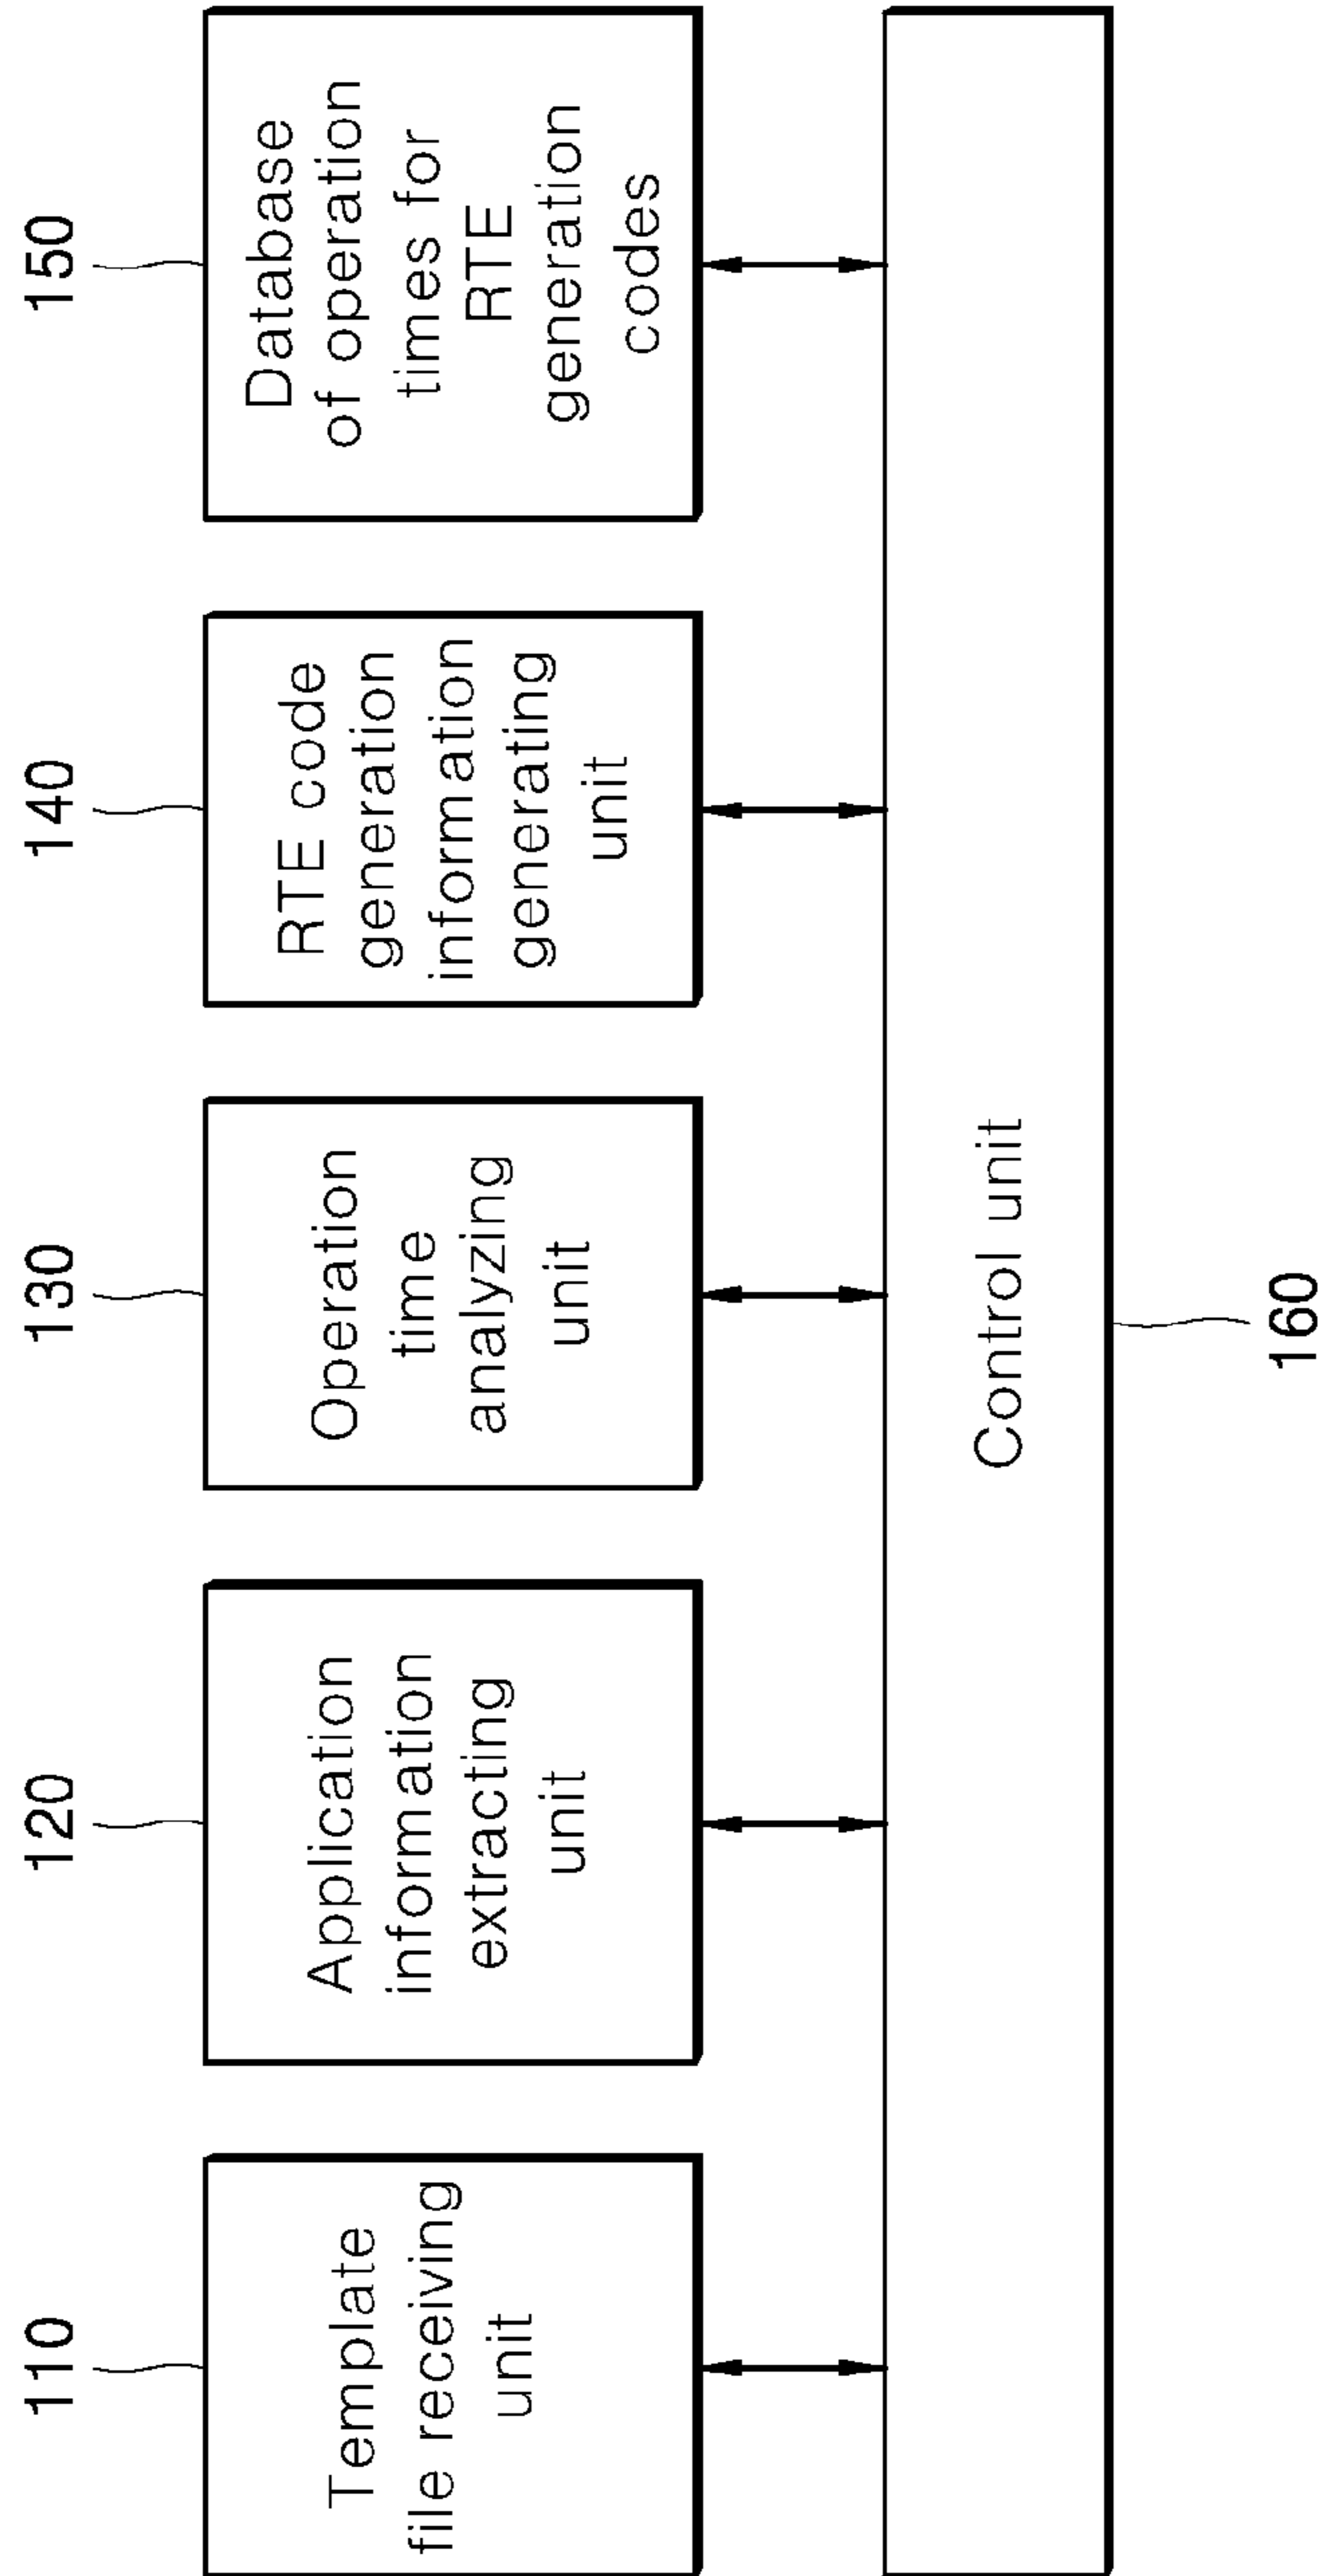 110
120
130
140
150
Template
file receiving
unit
Application
information
extracting
unit
Operation
time
analyzing
unit
RTE code
generation
information
generating
unit
Database
of operation
times for
RTE
generation
codes
Control unit
160